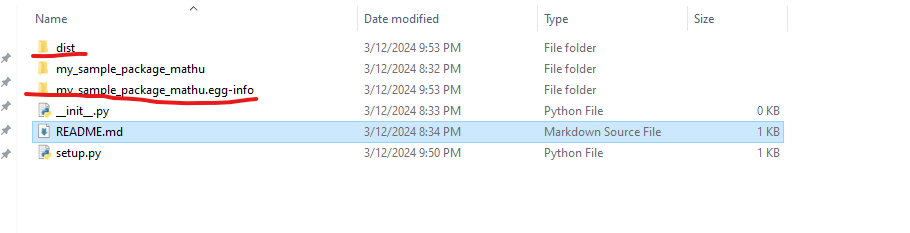 Name Date modified Type Size
dist 3/12/2024 9:53 PM File folder
my_sample_package_mathu 3/12/2024 8:32 PM File folder
my_sample_package_mathu.egg-info 3/12/2024 9:53 PM File folder
__init__.py 3/12/2024 8:33 PM Python File 0 KB
README.md 3/12/2024 8:34 PM Markdown Source File 1 KB
setup.py 3/12/2024 9:50 PM Python File 1 KB